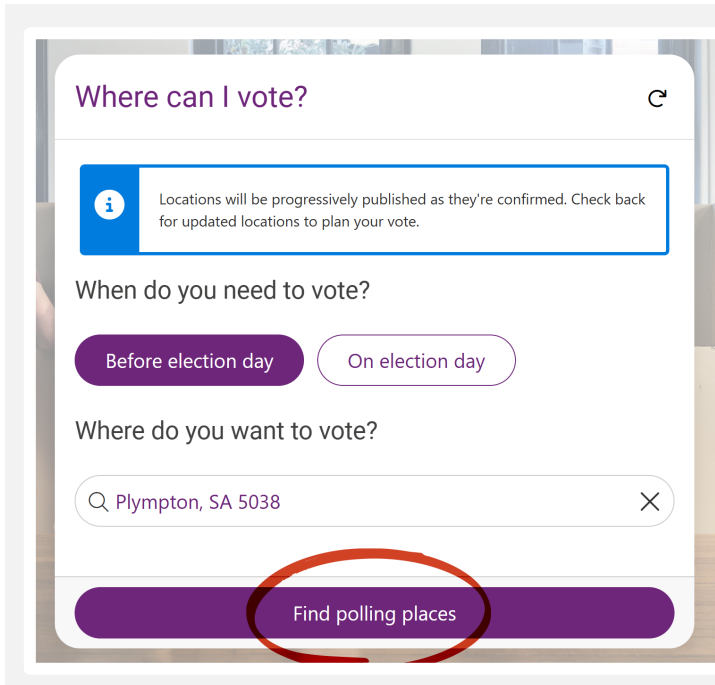 Where can I vote?
Locations will be progressively published as they're confirmed. Check back
for updated locations to plan your vote.
When do you need to vote?
Before election day
On election day
Where do you want to vote?
Plympton, SA 5038
Find polling places